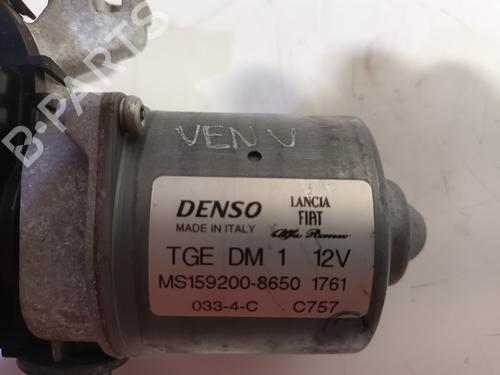 B-PARTS
VEN V
DENSO
MADE IN ITALY
LANCIA
FIAT
Alfa Romeo
TGE DM 1 12V
MS159200-8650 1761
033-4-C C757